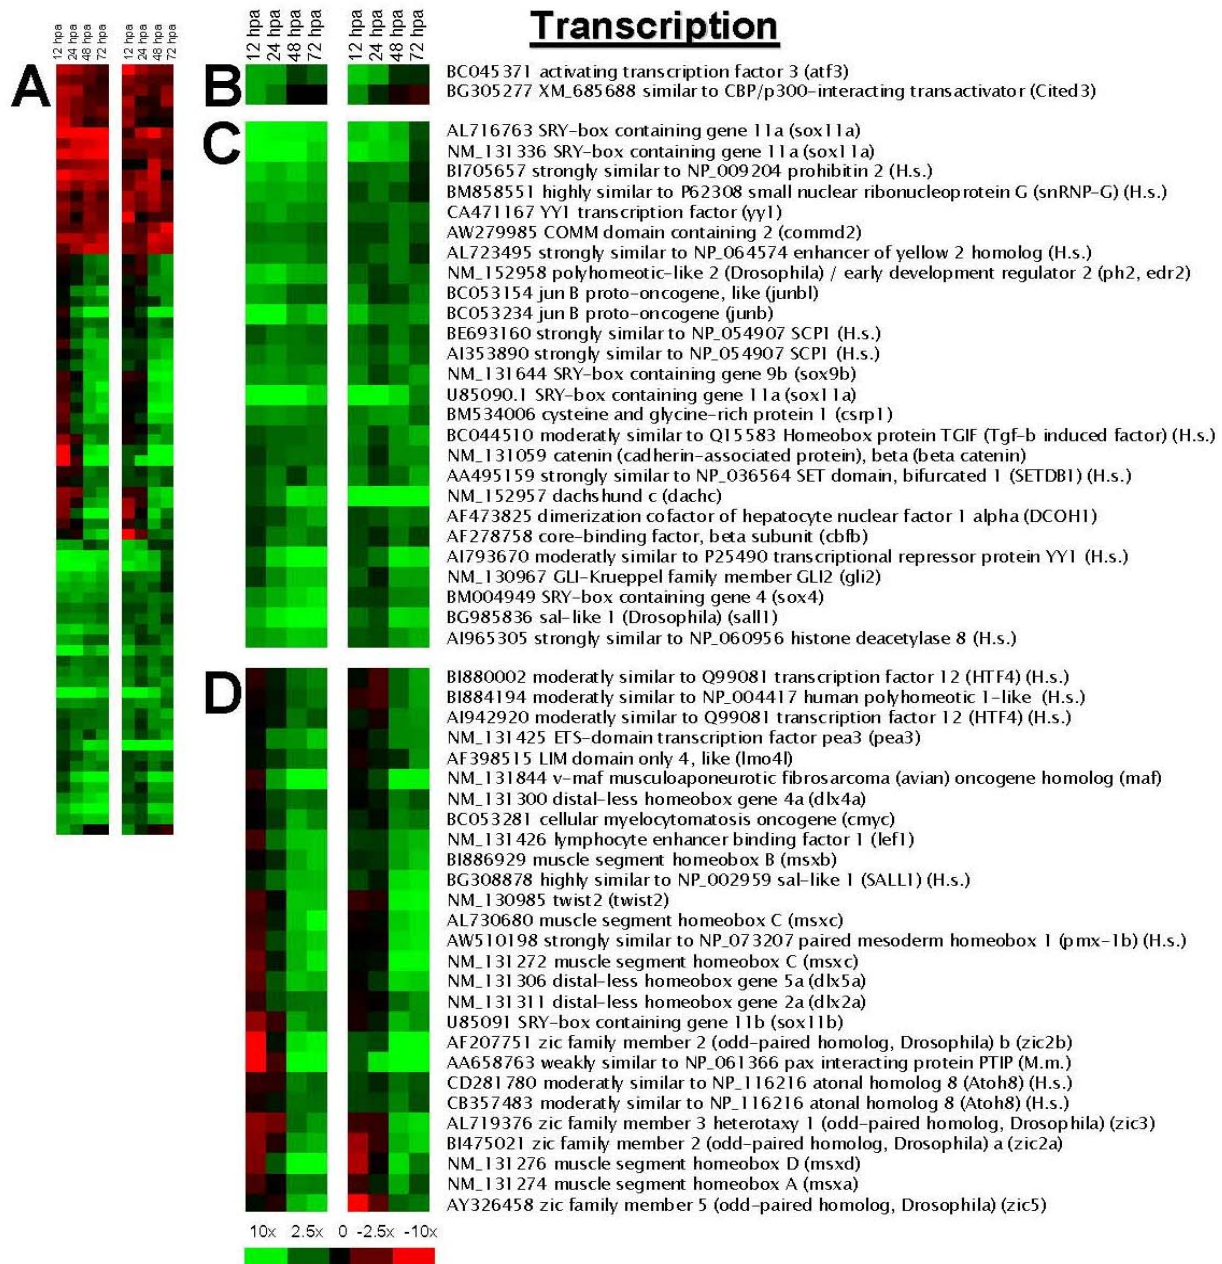 Transcription
12 hpa
24 hpa
48 hpa
72 hpa
12 hpa
24 hpa
48 hpa
72 hpa
12 hpa
24 hpa
48 hpa
72 hpa
12 hpa
24 hpa
48 hpa
72 hpa
A
B
BC045371 activating transcription factor 3 (atf3)
BG305277 XM_685688 similar to CBP/p300-interacting transactivator (Cited3)
C
AL716763 SRY-box containing gene 11a (sox11a)
NM_131336 SRY-box containing gene 11a (sox11a)
BI705657 strongly similar to NP_009204 prohibitin 2 (H.s.)
BM858551 highly similar to P62308 small nuclear ribonucleoprotein G (snRNP-G) (H.s.)
CA471167 YY1 transcription factor (yy1)
AW279985 COMM domain containing 2 (commd2)
AL723495 strongly similar to NP_064574 enhancer of yellow 2 homolog (H.s.)
NM_152958 polyhomeotic-like 2 (Drosophila) / early development regulator 2 (ph2, edr2)
BC053154 jun B proto-oncogene, like (junbl)
BC053234 jun B proto-oncogene (junb)
BE693160 strongly similar to NP_054907 SCP1 (H.s.)
AI353890 strongly similar to NP_054907 SCP1 (H.s.)
NM_131644 SRY-box containing gene 9b (sox9b)
U85090.1 SRY-box containing gene 11a (sox11a)
BM534006 cysteine and glycine-rich protein 1 (csrp1)
BC044510 moderatly similar to Q15583 Homeobox protein TGIF (Tgf-b induced factor) (H.s.)
NM_131059 catenin (cadherin-associated protein), beta (beta catenin)
AA495159 strongly similar to NP_036564 SET domain, bifurcated 1 (SETDB1) (H.s.)
NM_152957 dachshund c (dachc)
AF473825 dimerization cofactor of hepatocyte nuclear factor 1 alpha (DCOH1)
AF278758 core-binding factor, beta subunit (cbfb)
AI793670 moderatly similar to P25490 transcriptional repressor protein YY1 (H.s.)
NM_130967 GLI-Krueppel family member GLI2 (gli2)
BM004949 SRY-box containing gene 4 (sox4)
BG985836 sal-like 1 (Drosophila) (sall1)
AI965305 strongly similar to NP_060956 histone deacetylase 8 (H.s.)
D
BI880002 moderatly similar to Q99081 transcription factor 12 (HTF4) (H.s.)
BI884194 moderatly similar to NP_004417 human polyhomeotic 1-like (H.s.)
AI942920 moderatly similar to Q99081 transcription factor 12 (HTF4) (H.s.)
NM_131425 ETS-domain transcription factor pea3 (pea3)
AF398515 LIM domain only 4, like (lmo4l)
NM_131844 v-maf musculoaponeurotic fibrosarcoma (avian) oncogene homolog (maf)
NM_131300 distal-less homeobox gene 4a (dlx4a)
BC053281 cellular myelocytomatosis oncogene (cmyc)
NM_131426 lymphocyte enhancer binding factor 1 (lef1)
BI886929 muscle segment homeobox B (msxb)
BG308878 highly similar to NP_002959 sal-like 1 (SALL1) (H.s.)
NM_130985 twist2 (twist2)
AL730680 muscle segment homeobox C (msxc)
AW510198 strongly similar to NP_073207 paired mesoderm homeobox 1 (pmx-1b) (H.s.)
NM_131272 muscle segment homeobox C (msxc)
NM_131306 distal-less homeobox gene 5a (dlx5a)
NM_131311 distal-less homeobox gene 2a (dlx2a)
U85091 SRY-box containing gene 11b (sox11b)
AF207751 zic family member 2 (odd-paired homolog, Drosophila) b (zic2b)
AA658763 weakly similar to NP_061366 pax interacting protein PTIP (M.m.)
CD281780 moderatly similar to NP_116216 atonal homolog 8 (Atoh8) (H.s.)
CB357483 moderatly similar to NP_116216 atonal homolog 8 (Atoh8) (H.s.)
AL719376 zic family member 3 heterotaxy 1 (odd-paired homolog, Drosophila) (zic3)
BI475021 zic family member 2 (odd-paired homolog, Drosophila) a (zic2a)
NM_131276 muscle segment homeobox D (msxd)
NM_131274 muscle segment homeobox A (msxa)
AY326458 zic family member 5 (odd-paired homolog, Drosophila) (zic5)
10x 2.5x 0 -2.5x -10x